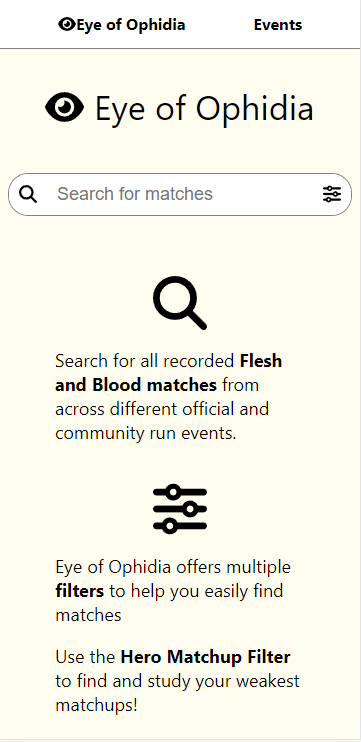 Eye of Ophidia Events
Eye of Ophidia
Search for matches
Search for all recorded Flesh
and Blood matches from
across different official and
community run events.
Eye of Ophidia offers multiple
filters to help you easily find
matches
Use the Hero Matchup Filter
to find and study your weakest
matchups!